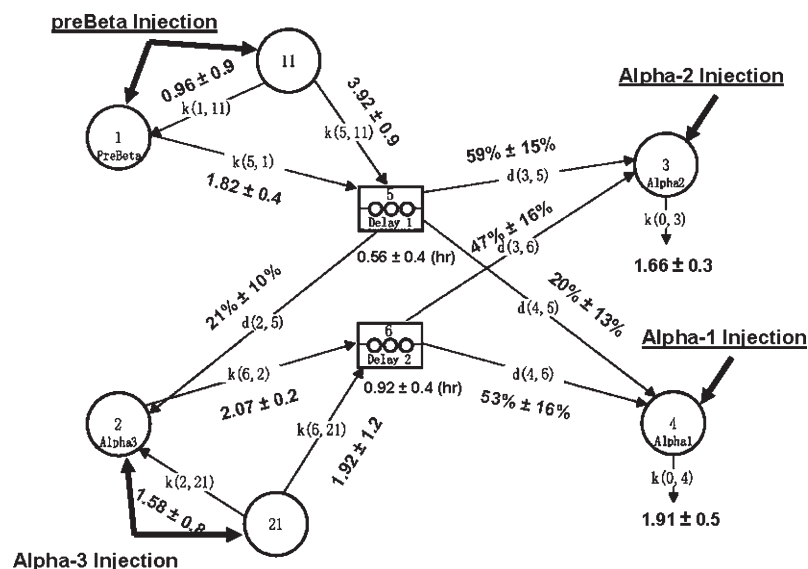 preBeta Injection
11
0.96 ± 0.9
k(1, 11)
3.92 ± 0.9
k(5, 11)
1
PreBeta
k(5, 1)
1.82 ± 0.4
Alpha-2 Injection
59% ± 15%
d(3, 5)
3
Alpha2
k(0, 3)
1.66 ± 0.3
5
Delay 1
0.56 ± 0.4 (hr)
47% ± 16%
d(3, 6)
21% ± 10%
d(2, 5)
20% ± 13%
d(4, 5)
6
Delay 2
0.92 ± 0.4 (hr)
Alpha-1 Injection
d(4, 6)
53% ± 16%
4
Alpha1
k(0, 4)
1.91 ± 0.5
k(6, 2)
2.07 ± 0.2
2
Alpha3
k(6, 21)
1.92 ± 1.2
k(2, 21)
1.58 ± 0.8
21
Alpha-3 Injection